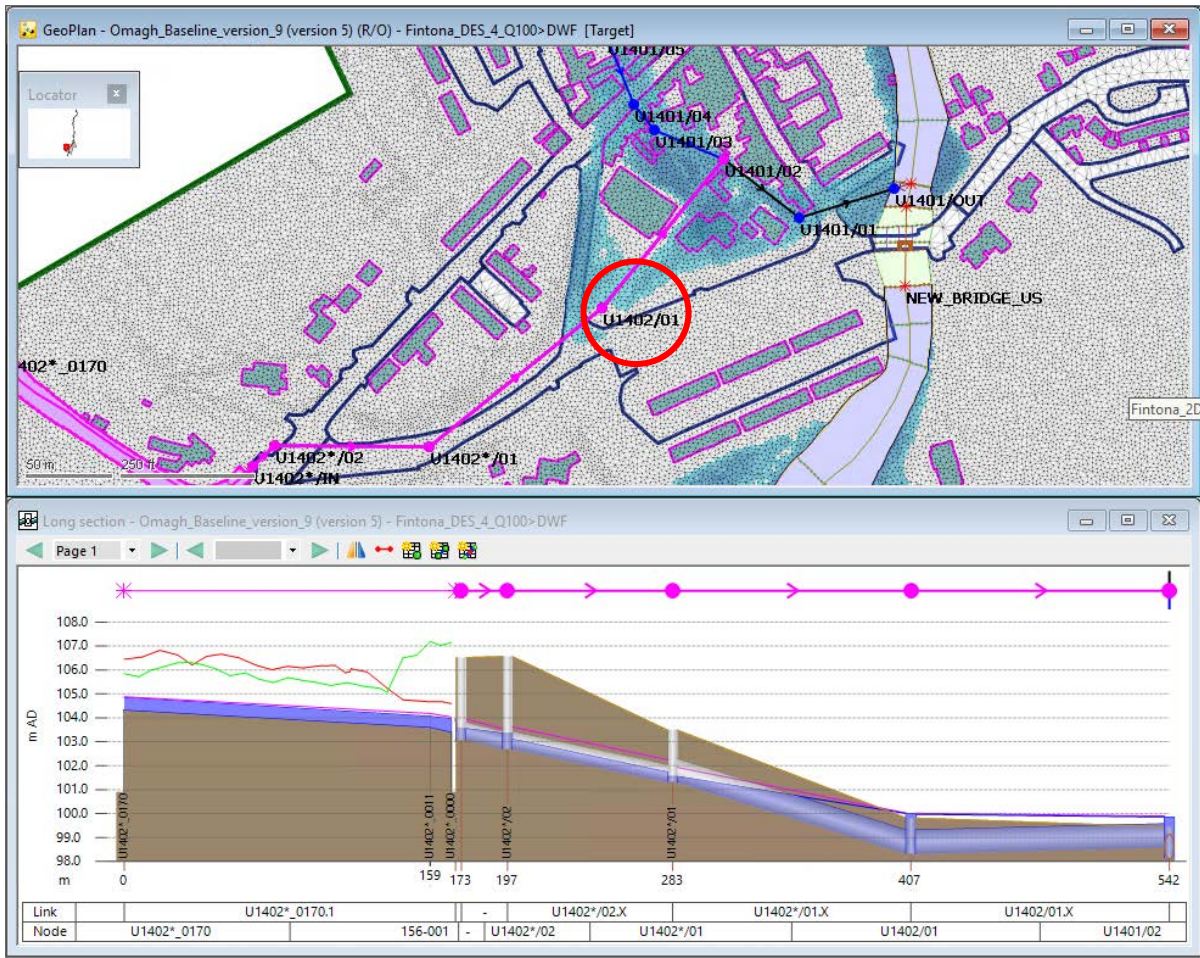 GeoPlan - Omagh_Baseline_version_9 (version 5) (R/O) - Fintona_DES_4_Q100>DWF [Target]
Locator
U1401/05
U1401/04
U1401/03
U1401/02
U1401/OUT
U1401/01
NEW_BRIDGE_US
U1402/01
402*_0170
Fintona_2D
U1402*/02
U1402*/01
50 m
250 ft
U1402*/IN
Long section - Omagh_Baseline_version_9 (version 5) - Fintona_DES_4_Q100>DWF
Page 1
108.0
107.0
106.0
105.0
104.0
103.0
102.0
101.0
100.0
99.0
98.0
m AD
U1402*_0170
U1402*_0011
U1402*_0000
U1402*/02
U1402*/01
m 0 159 173 197 283 407 542
Link U1402*_0170.1 - U1402*/02.X U1402*/01.X U1402/01.X
Node U1402*_0170 156-001 - U1402*/02 U1402*/01 U1402/01 U1401/02